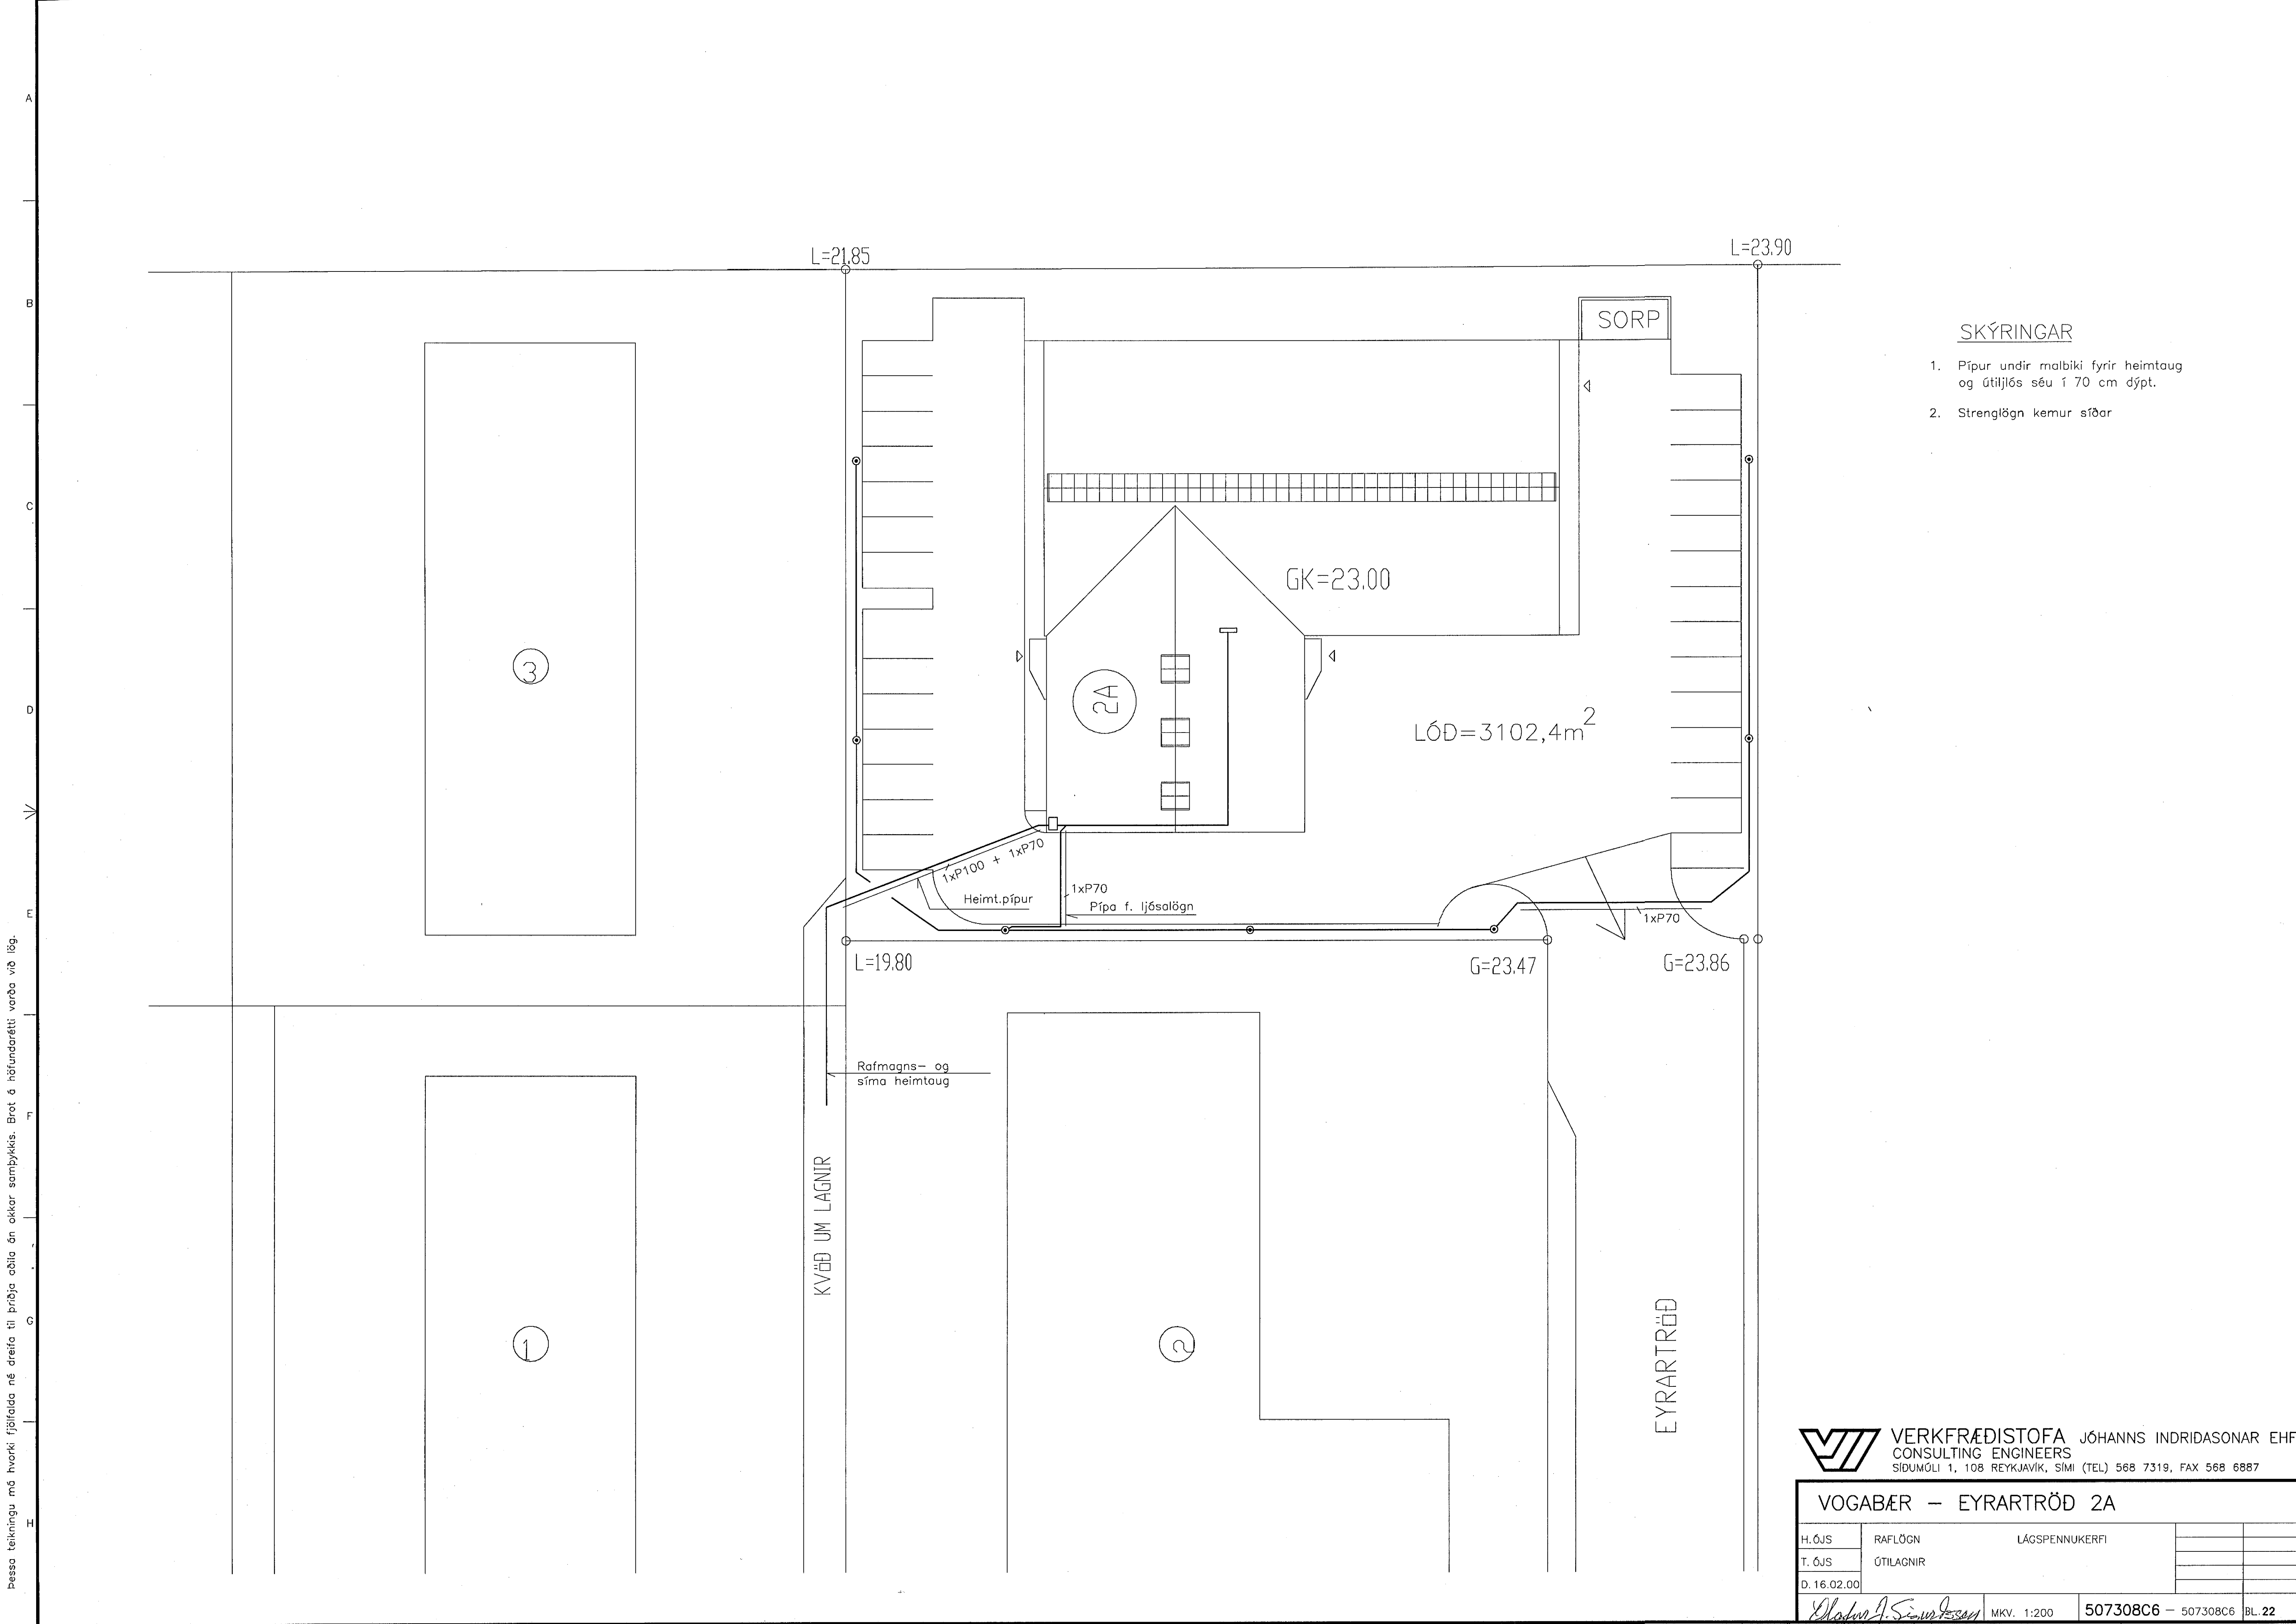 A
B
C
D
E
F
G
H
Þessa teikningu má hvorki fjölfalda né dreifa til þriðja aðila án okkar samþykkis. Brot á höfundarétti varða við lög.
L=21.85
L=23.90
SORP
SKÝRINGAR
1. Pípur undir malbiki fyrir heimtaug
og útiljós séu í 70 cm dýpt.
2. Strenglögn kemur síðar
GK=23.00
3
2A
LÓÐ=3102,4m2
1xP100 + 1xP70
Heimt.pípur
1xP70
Pípa f. ljósalögn
1xP70
L=19.80
G=23.47
G=23.86
Rafmagns- og
síma heimtaug
KVÖÐ UM LAGNIR
1
2
EYRARTRÖÐ
VERKFRÆÐISTOFA JÓHANNS INDRIÐASONAR EHF
CONSULTING ENGINEERS
SÍÐUMÚLI 1, 108 REYKJAVÍK, SÍMI (TEL) 568 7319, FAX 568 6887
VOGABÆR - EYRARTRÖÐ 2A
H.ÓJS RAFLÖGN LÁGSPENNUKERFI
T. ÓJS ÚTILAGNIR
D. 16.02.00
MKV. 1:200 507308C6 - 507308C6 BL.22